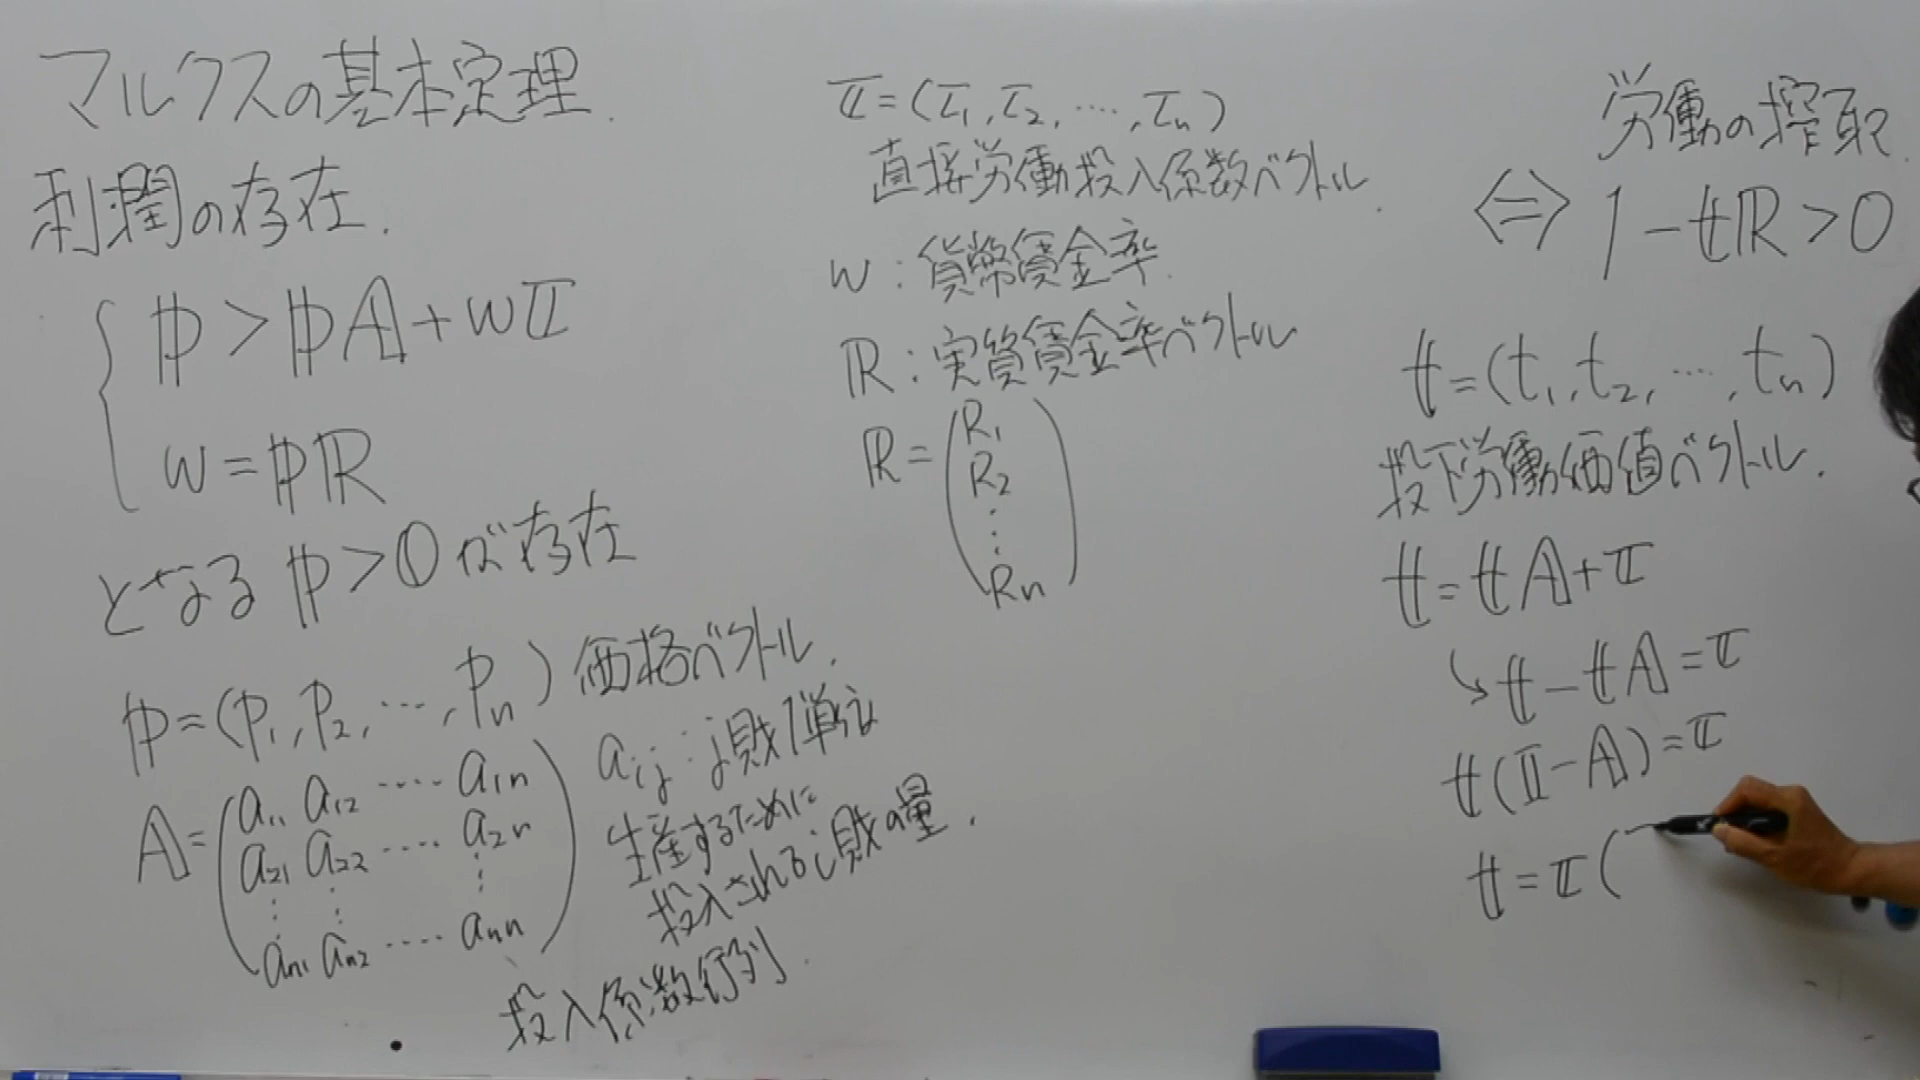 マルクスの基本定理.
利潤の存在.
ℙ > ℙ𝔸 + wτ
w = ℙℝ
となる ℙ > 𝟘 が存在
ℙ = (P₁, P₂, …, Pₙ) 価格ベクトル.
𝔸 = (a₁₁ a₁₂ ‥‥ a₁ₙ
a₂₁ a₂₂ ‥‥ a₂ₙ
⋮ ⋮ ⋮
aₙ₁ aₙ₂ ‥‥ aₙₙ)
aᵢⱼ : j財1単位
生産するために
投入されるi財の量.
投入係数行列.
τ = (τ₁, τ₂, …, τₙ)
直接労働投入係数ベクトル.
w : 貨幣賃金率.
ℝ : 実質賃金率ベクトル
ℝ = (R₁
R₂
⋮
Rₙ)
労働の搾取.
⇔ 1 − 𝕥ℝ > 0
𝕥 = (t₁, t₂, …, tₙ)
投下労働価値ベクトル.
𝕥 = 𝕥𝔸 + τ
↳ 𝕥 − 𝕥𝔸 = τ
𝕥(𝕀 − 𝔸) = τ
𝕥 = τ(